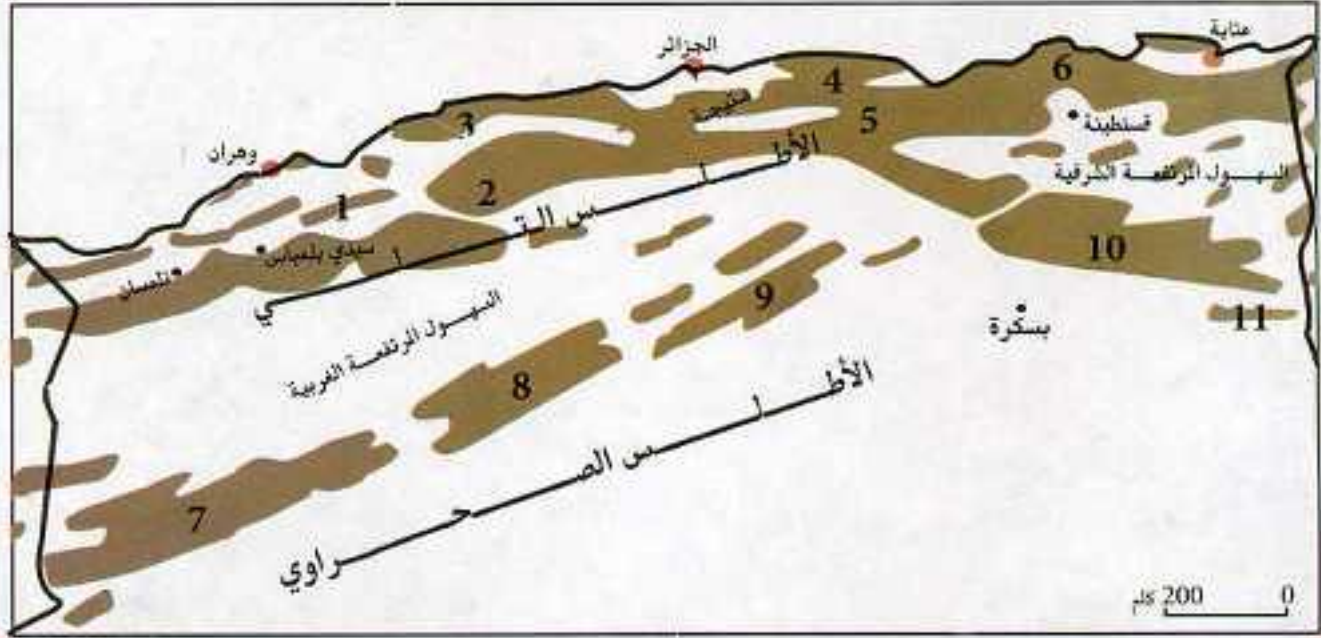 عنابة
الجزائر
6
4
متيجة
3
5
قسنطينة
وهران
السهول المرتفعة الشرقية
الأطلس التلي
2
1
سيدي بلعباس
تلمسان
10
9
11
بسكرة
السهول المرتفعة الغربية
8
الأطلس الصحراوي
7
0 200 كلم